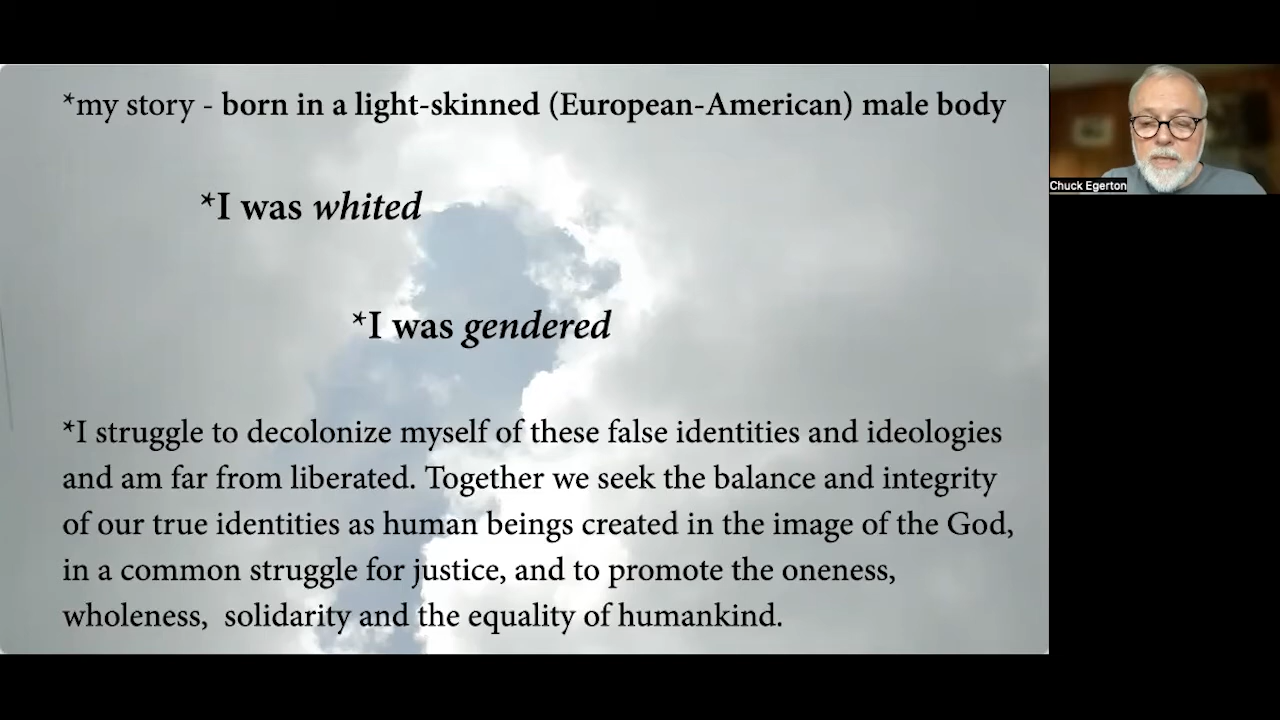 *my story - born in a light-skinned (European-American) male body
*I was whited
*I was gendered
*I struggle to decolonize myself of these false identities and ideologies
and am far from liberated. Together we seek the balance and integrity
of our true identities as human beings created in the image of the God,
in a common struggle for justice, and to promote the oneness,
wholeness,  solidarity and the equality of humankind.
Chuck Egerton